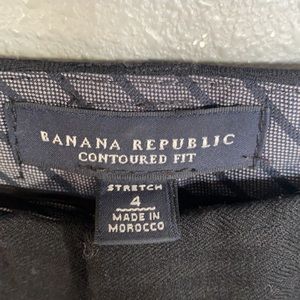 BANANA REPUBLIC
CONTOURED FIT
STRETCH
4
MADE IN
MOROCCO